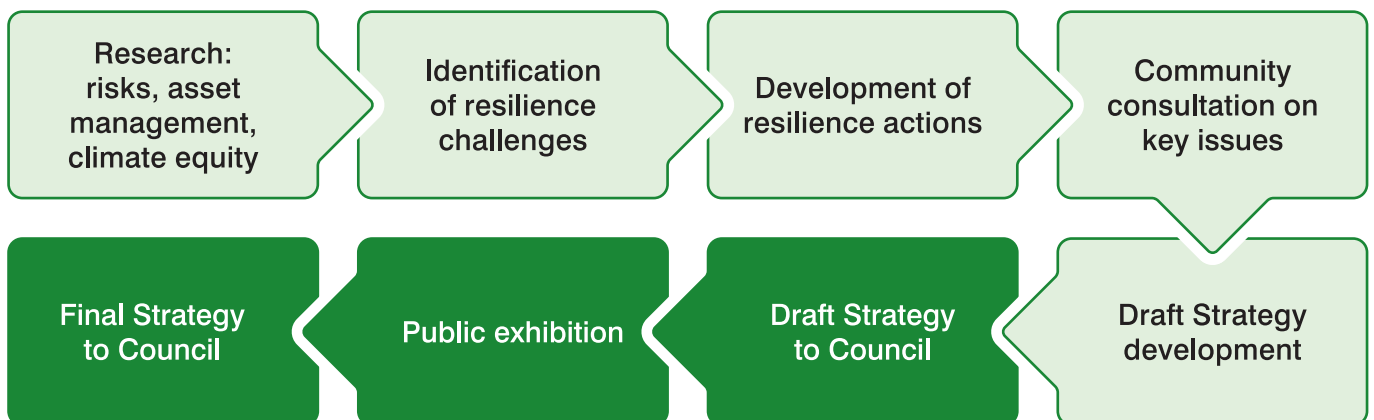 Research:
risks, asset
management,
climate equity
Identification
of resilience
challenges
Development of
resilience actions
Community
consultation on
key issues
Draft Strategy
development
Draft Strategy
to Council
Public exhibition
Final Strategy
to Council